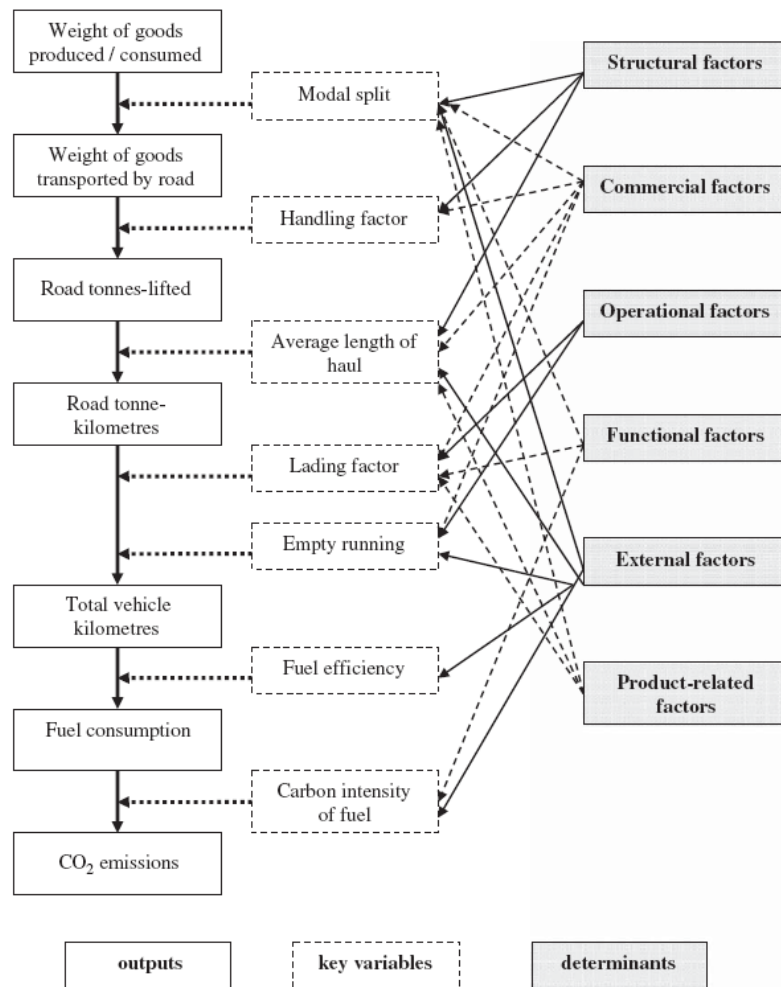 Weight of goods
produced / consumed
Modal split
Structural factors
Weight of goods
transported by road
Commercial factors
Handling factor
Road tonnes-lifted
Operational factors
Average length of
haul
Road tonne-
kilometres
Functional factors
Lading factor
Empty running
External factors
Total vehicle
kilometres
Fuel efficiency
Product-related
factors
Fuel consumption
Carbon intensity
of fuel
CO₂ emissions
outputs
key variables
determinants